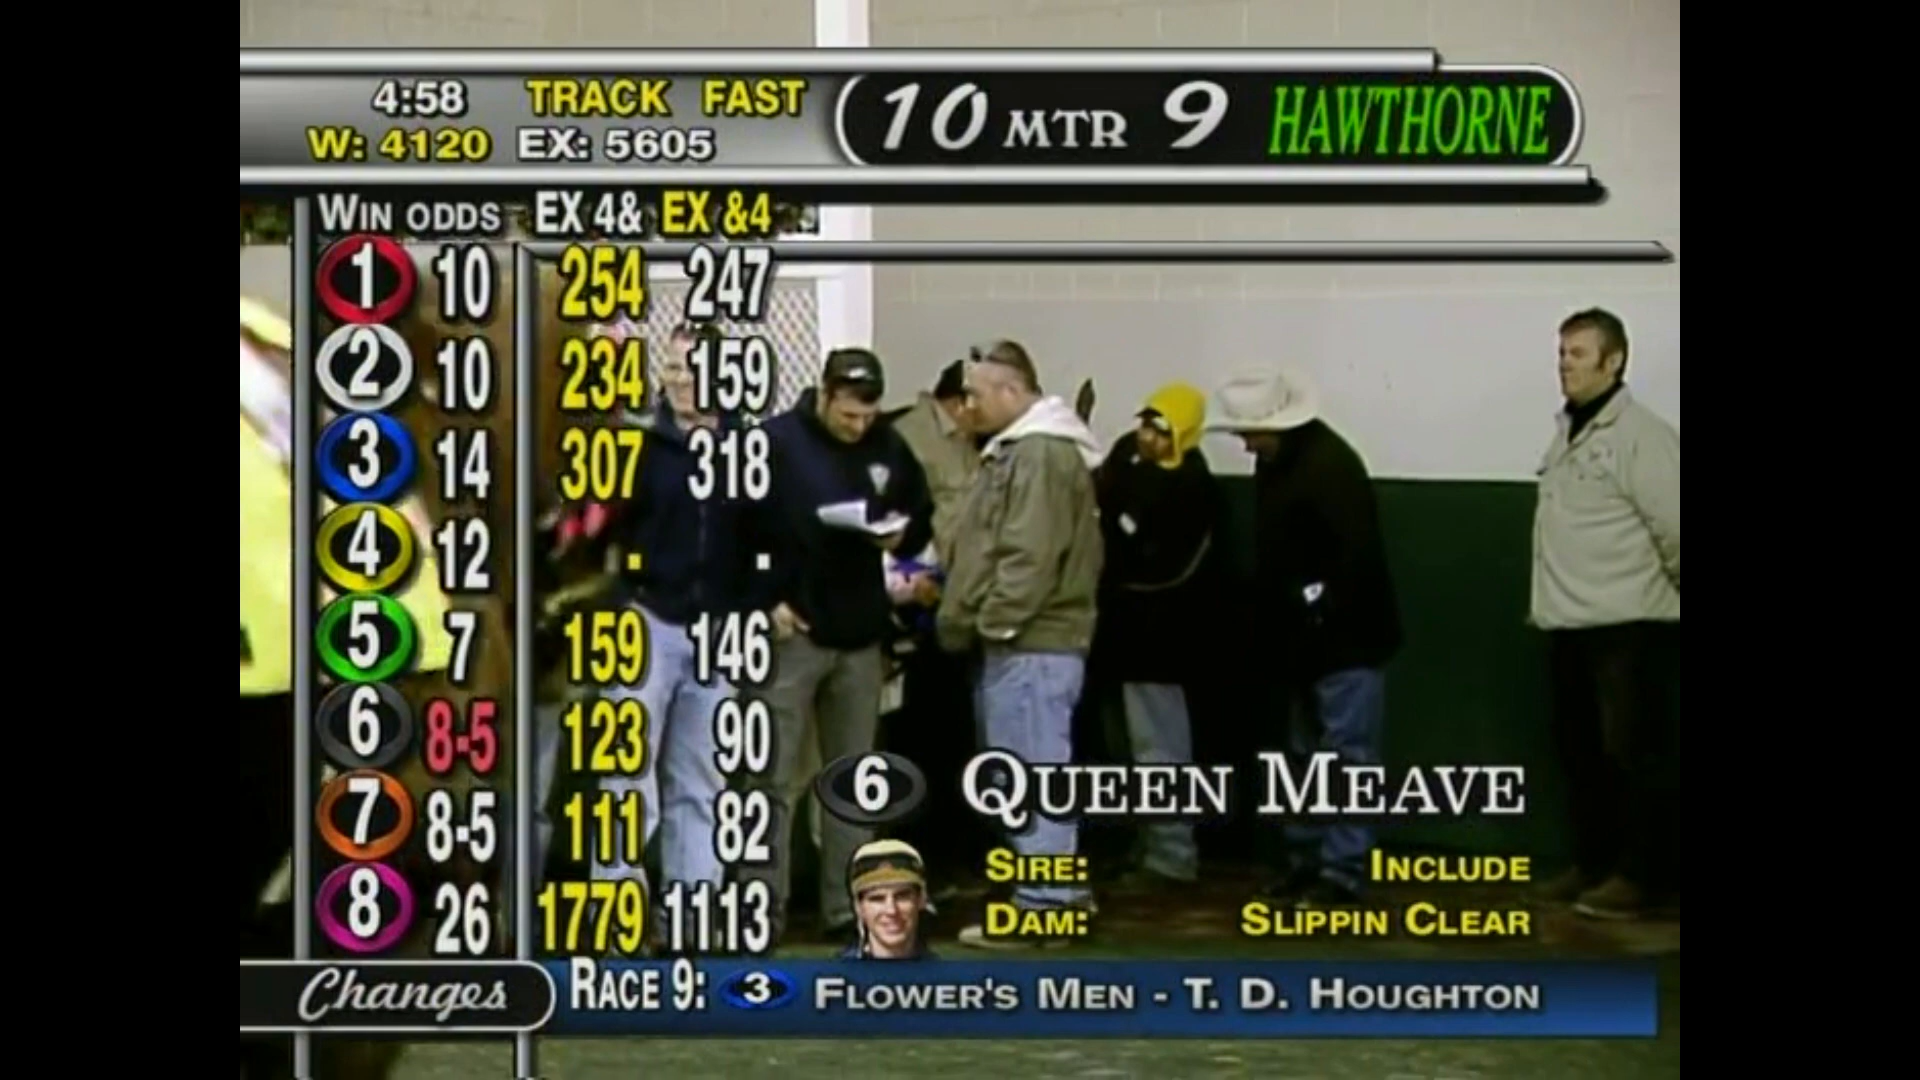 4:58 TRACK FAST
W: 4120 EX: 5605
10 MTR 9 HAWTHORNE
WIN ODDS EX 4& EX &4
1 10 254 247
2 10 234 159
3 14 307 318
4 12 . .
5 7 159 146
6 8-5 123 90
7 8-5 111 82
8 26 1779 1113
6 QUEEN MEAVE
SIRE: INCLUDE
DAM: SLIPPIN CLEAR
Changes RACE 9: 3 FLOWER'S MEN - T. D. HOUGHTON